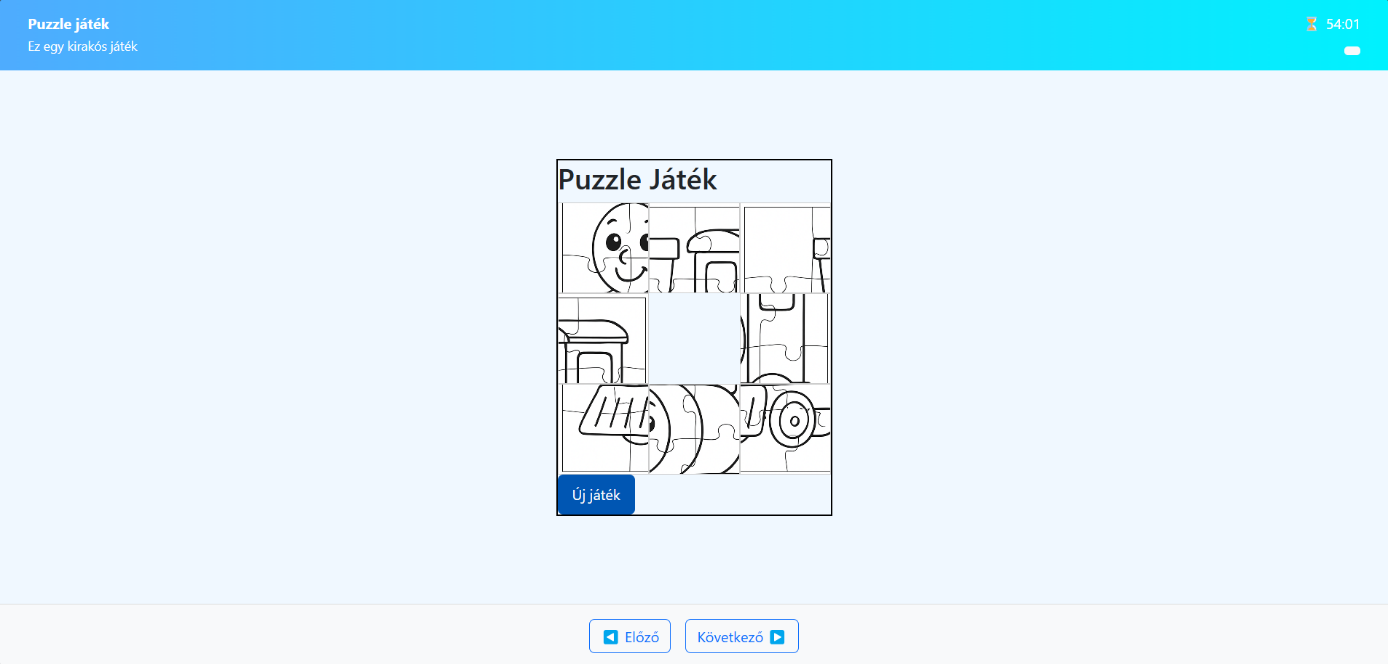 Puzzle játék
Ez egy kirakós játék
54:01
Puzzle Játék
Új játék
Előző
Következő